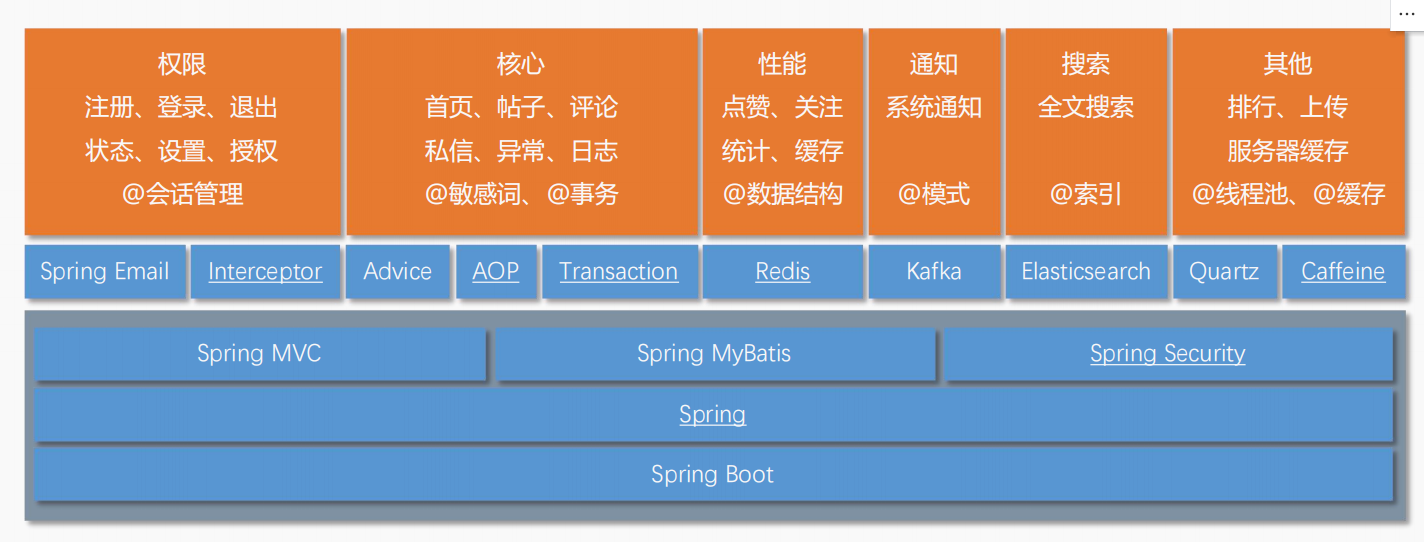 权限
注册、登录、退出
状态、设置、授权
@会话管理
核心
首页、帖子、评论
私信、异常、日志
@敏感词、@事务
性能
点赞、关注
统计、缓存
@数据结构
通知
系统通知
@模式
搜索
全文搜索
@索引
其他
排行、上传
服务器缓存
@线程池、@缓存
Spring Email
Interceptor
Advice
AOP
Transaction
Redis
Kafka
Elasticsearch
Quartz
Caffeine
Spring MVC
Spring MyBatis
Spring Security
Spring
Spring Boot